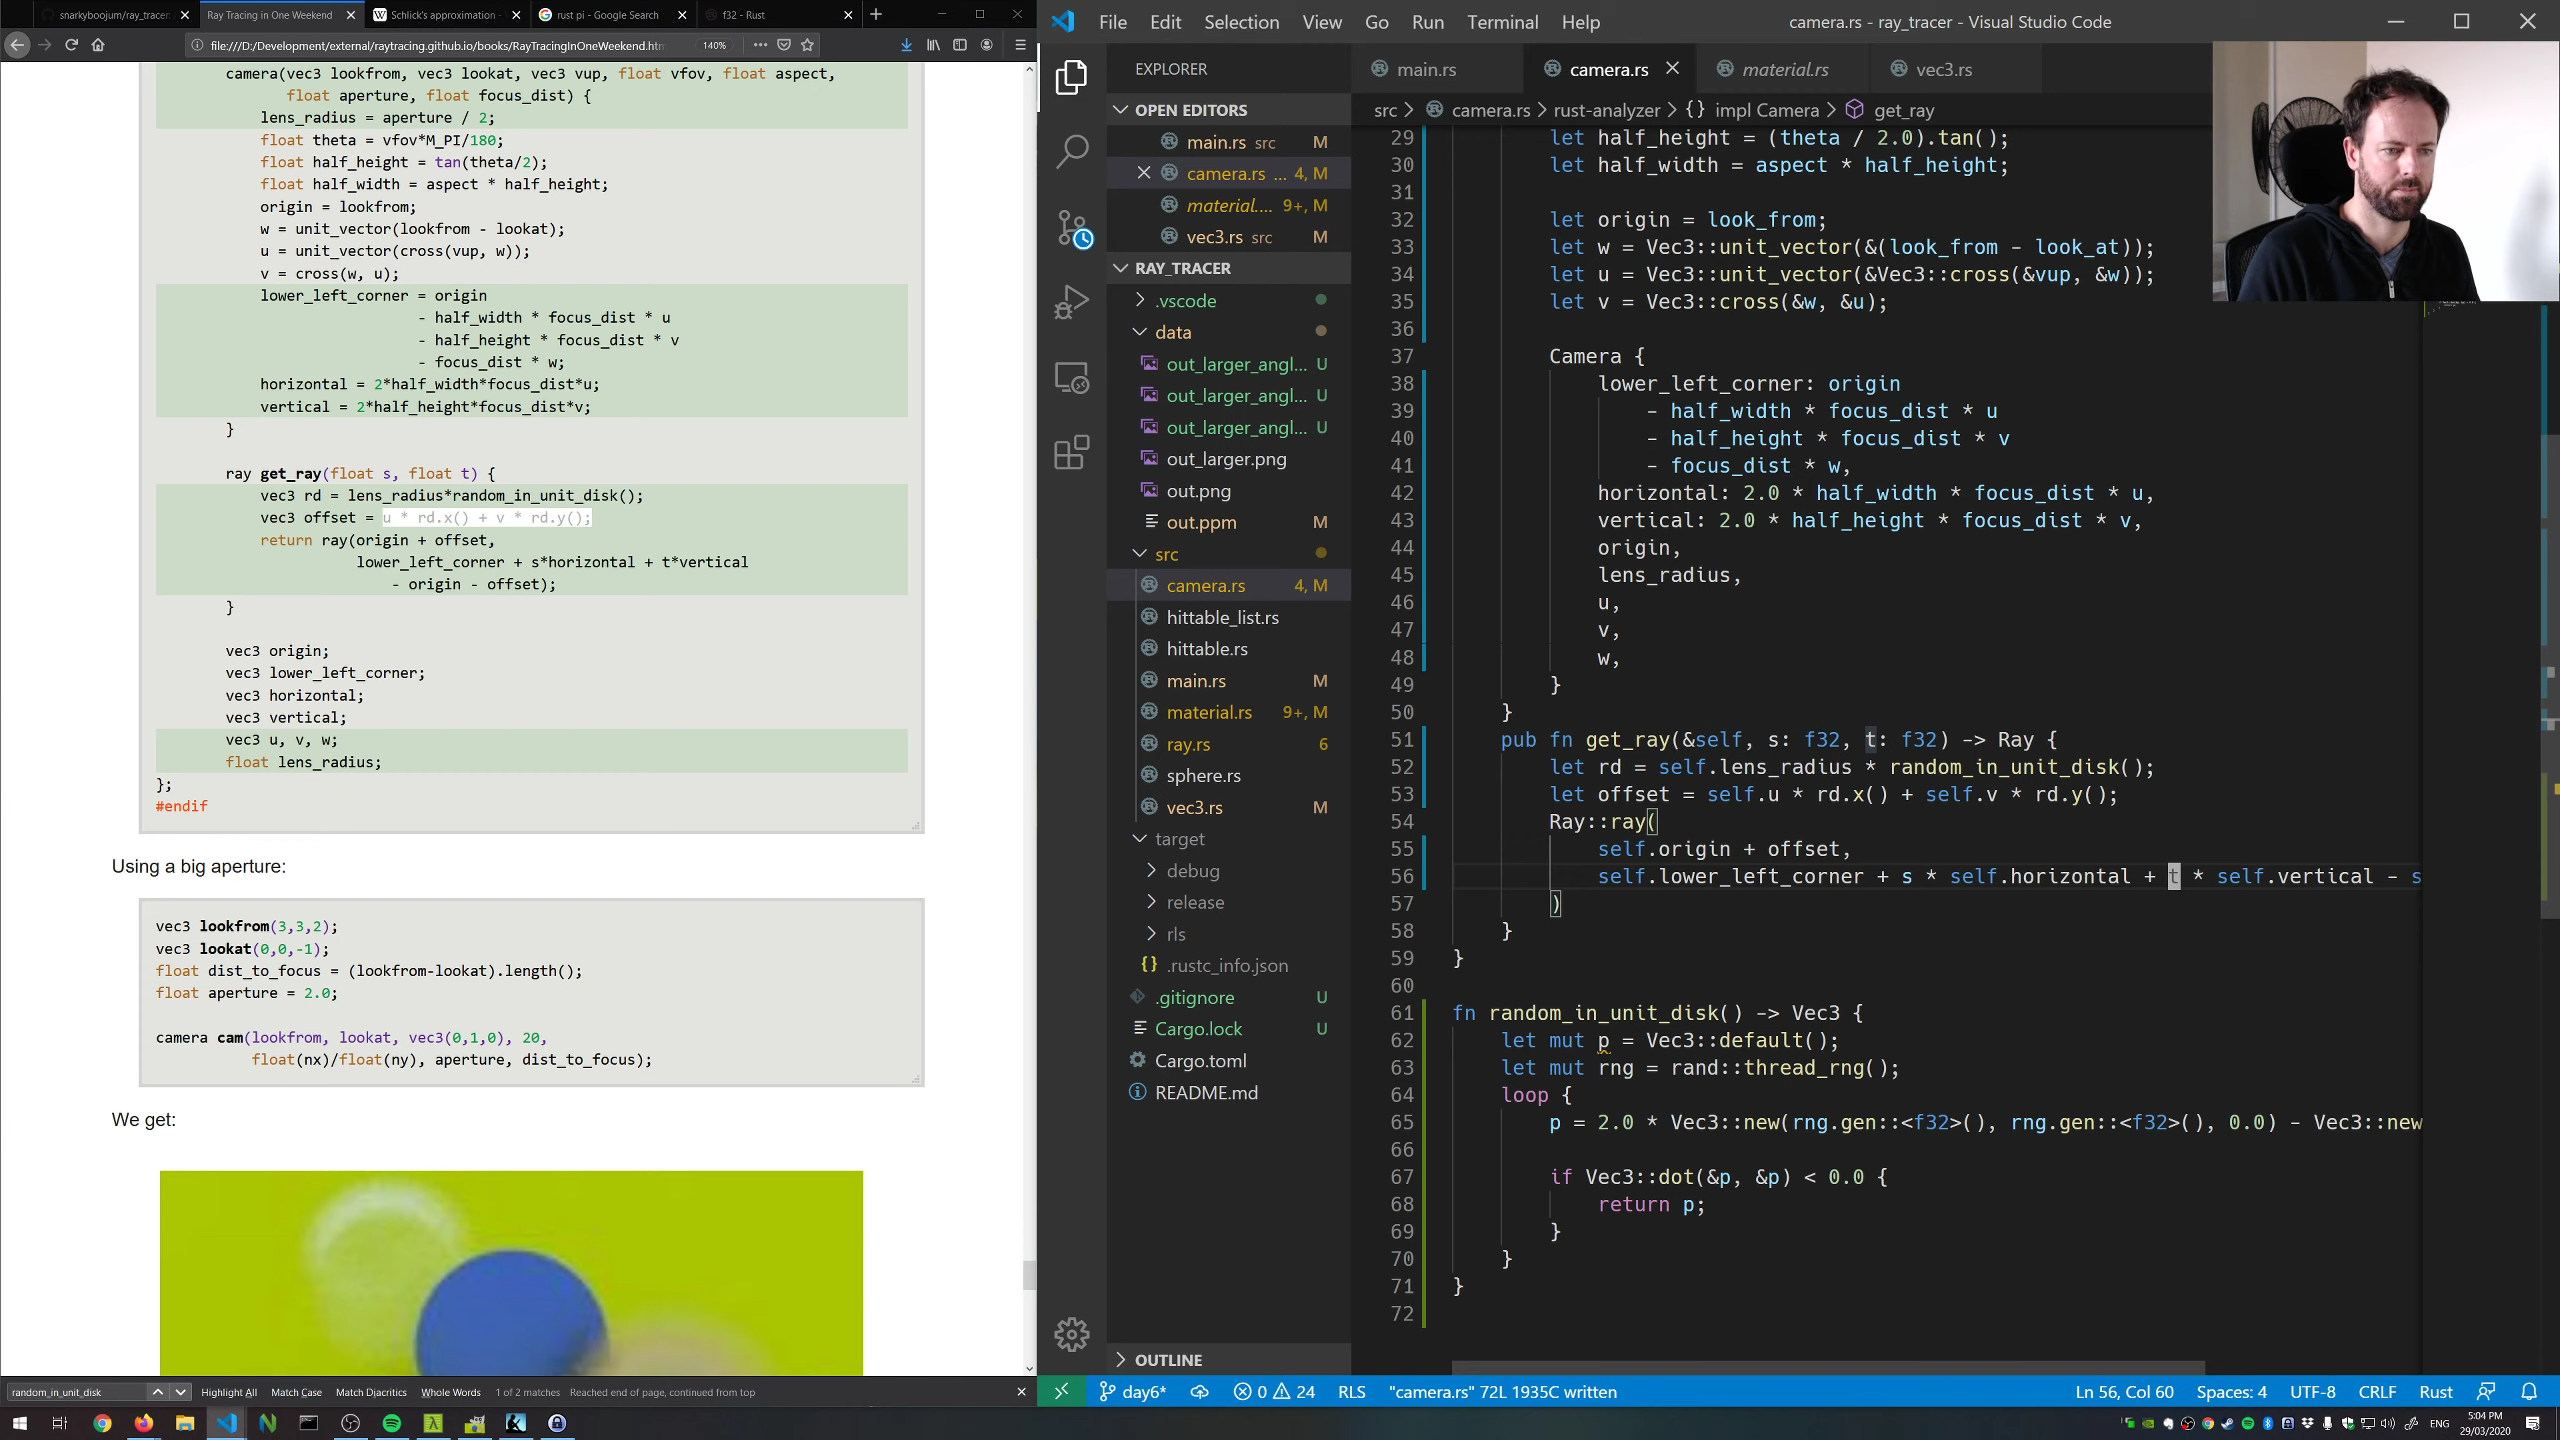 snarkyboojum/ray_tracer:
Ray Tracing in One Weekend
Schlick's approximation -
rust pi - Google Search
f32 - Rust
file:///D:/Development/external/raytracing.github.io/books/RayTracingInOneWeekend.htm
140%
camera(vec3 lookfrom, vec3 lookat, vec3 vup, float vfov, float aspect,
float aperture, float focus_dist) {
lens_radius = aperture / 2;
float theta = vfov*M_PI/180;
float half_height = tan(theta/2);
float half_width = aspect * half_height;
origin = lookfrom;
w = unit_vector(lookfrom - lookat);
u = unit_vector(cross(vup, w));
v = cross(w, u);
lower_left_corner = origin
- half_width * focus_dist * u
- half_height * focus_dist * v
- focus_dist * w;
horizontal = 2*half_width*focus_dist*u;
vertical = 2*half_height*focus_dist*v;
}
ray get_ray(float s, float t) {
vec3 rd = lens_radius*random_in_unit_disk();
vec3 offset = u * rd.x() + v * rd.y();
return ray(origin + offset,
lower_left_corner + s*horizontal + t*vertical
- origin - offset);
}
vec3 origin;
vec3 lower_left_corner;
vec3 horizontal;
vec3 vertical;
vec3 u, v, w;
float lens_radius;
};
#endif
Using a big aperture:
vec3 lookfrom(3,3,2);
vec3 lookat(0,0,-1);
float dist_to_focus = (lookfrom-lookat).length();
float aperture = 2.0;
camera cam(lookfrom, lookat, vec3(0,1,0), 20,
float(nx)/float(ny), aperture, dist_to_focus);
We get:
random_in_unit_disk
Highlight All Match Case Match Diacritics Whole Words 1 of 2 matches Reached end of page, continued from top
File Edit Selection View Go Run Terminal Help
camera.rs - ray_tracer - Visual Studio Code
EXPLORER
OPEN EDITORS
main.rs src M
camera.rs ... 4, M
material.... 9+, M
vec3.rs src M
RAY_TRACER
.vscode
data
out_larger_angl... U
out_larger_angl... U
out_larger_angl... U
out_larger.png
out.png
out.ppm M
src
camera.rs 4, M
hittable_list.rs
hittable.rs
main.rs M
material.rs 9+, M
ray.rs 6
sphere.rs
vec3.rs M
target
debug
release
rls
{} .rustc_info.json
.gitignore U
Cargo.lock U
Cargo.toml
README.md
OUTLINE
main.rs
camera.rs
material.rs
vec3.rs
src > camera.rs > rust-analyzer > {} impl Camera > get_ray
29 let half_height = (theta / 2.0).tan();
30 let half_width = aspect * half_height;
31
32 let origin = look_from;
33 let w = Vec3::unit_vector(&(look_from - look_at));
34 let u = Vec3::unit_vector(&Vec3::cross(&vup, &w));
35 let v = Vec3::cross(&w, &u);
36
37 Camera {
38 lower_left_corner: origin
39 - half_width * focus_dist * u
40 - half_height * focus_dist * v
41 - focus_dist * w,
42 horizontal: 2.0 * half_width * focus_dist * u,
43 vertical: 2.0 * half_height * focus_dist * v,
44 origin,
45 lens_radius,
46 u,
47 v,
48 w,
49 }
50 }
51 pub fn get_ray(&self, s: f32, t: f32) -> Ray {
52 let rd = self.lens_radius * random_in_unit_disk();
53 let offset = self.u * rd.x() + self.v * rd.y();
54 Ray::ray(
55 self.origin + offset,
56 self.lower_left_corner + s * self.horizontal + t * self.vertical - s
57 )
58 }
59 }
60
61 fn random_in_unit_disk() -> Vec3 {
62 let mut p = Vec3::default();
63 let mut rng = rand::thread_rng();
64 loop {
65 p = 2.0 * Vec3::new(rng.gen::<f32>(), rng.gen::<f32>(), 0.0) - Vec3::new
66
67 if Vec3::dot(&p, &p) < 0.0 {
68 return p;
69 }
70 }
71 }
72
day6* 0 24 RLS "camera.rs" 72L 1935C written
Ln 56, Col 60 Spaces: 4 UTF-8 CRLF Rust
ENG
5:04 PM
29/03/2020